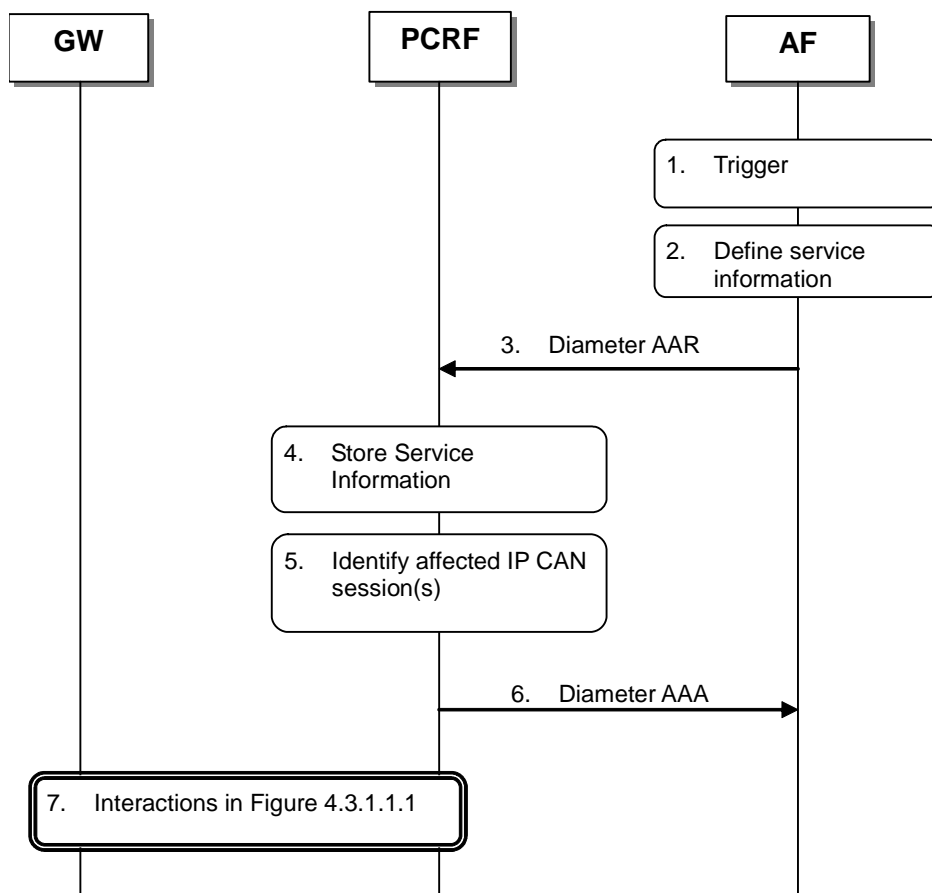 GW
PCRF
AF
1. Trigger
2. Define service
information
3. Diameter AAR
4. Store Service
Information
5. Identify affected IP CAN
session(s)
6. Diameter AAA
7. Interactions in Figure 4.3.1.1.1